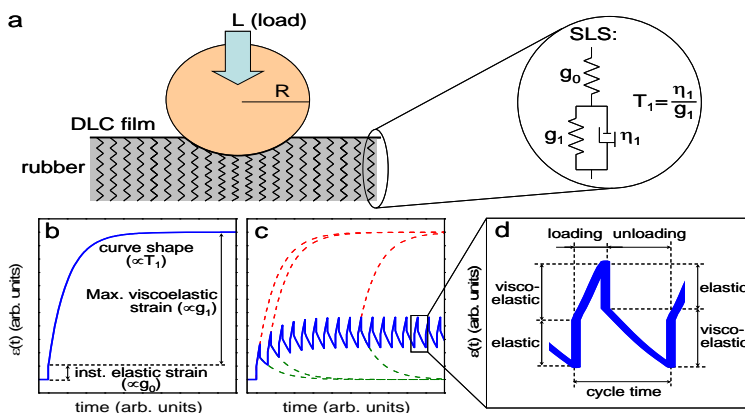 a
L (load)
R
DLC film
rubber
SLS:
g₀
g₁
η₁
T₁=η₁/g₁
b
curve shape
(∝T₁)
Max. viscoelastic
strain (∝g₁)
inst. elastic strain
(∝g₀)
ε(t) (arb. units)
time (arb. units)
c
time (arb. units)
d
loading
unloading
visco-
elastic
elastic
elastic
visco-
elastic
cycle time
ε(t) (arb. units)